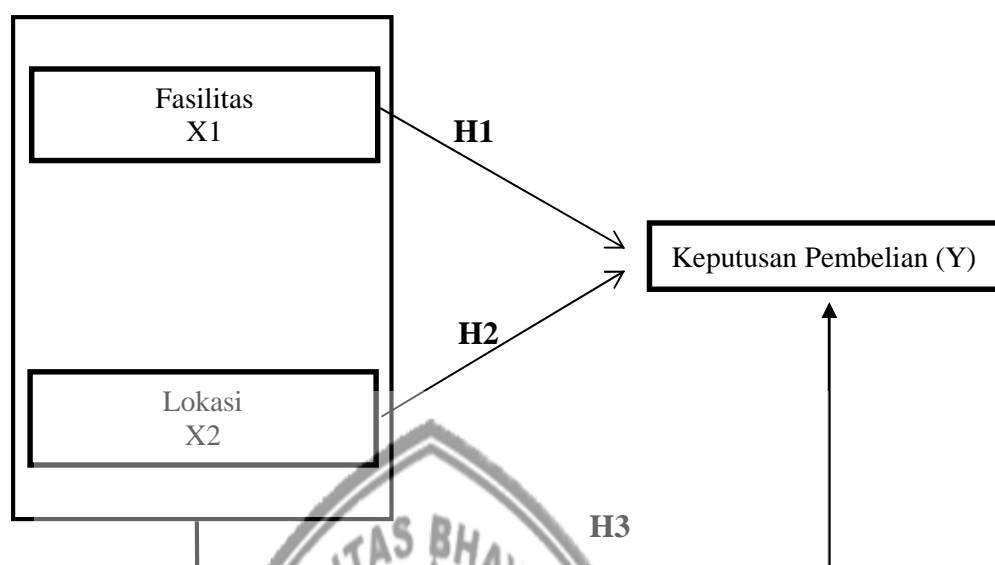 Fasilitas
X1
H1
Keputusan Pembelian (Y)
H2
Lokasi
X2
H3